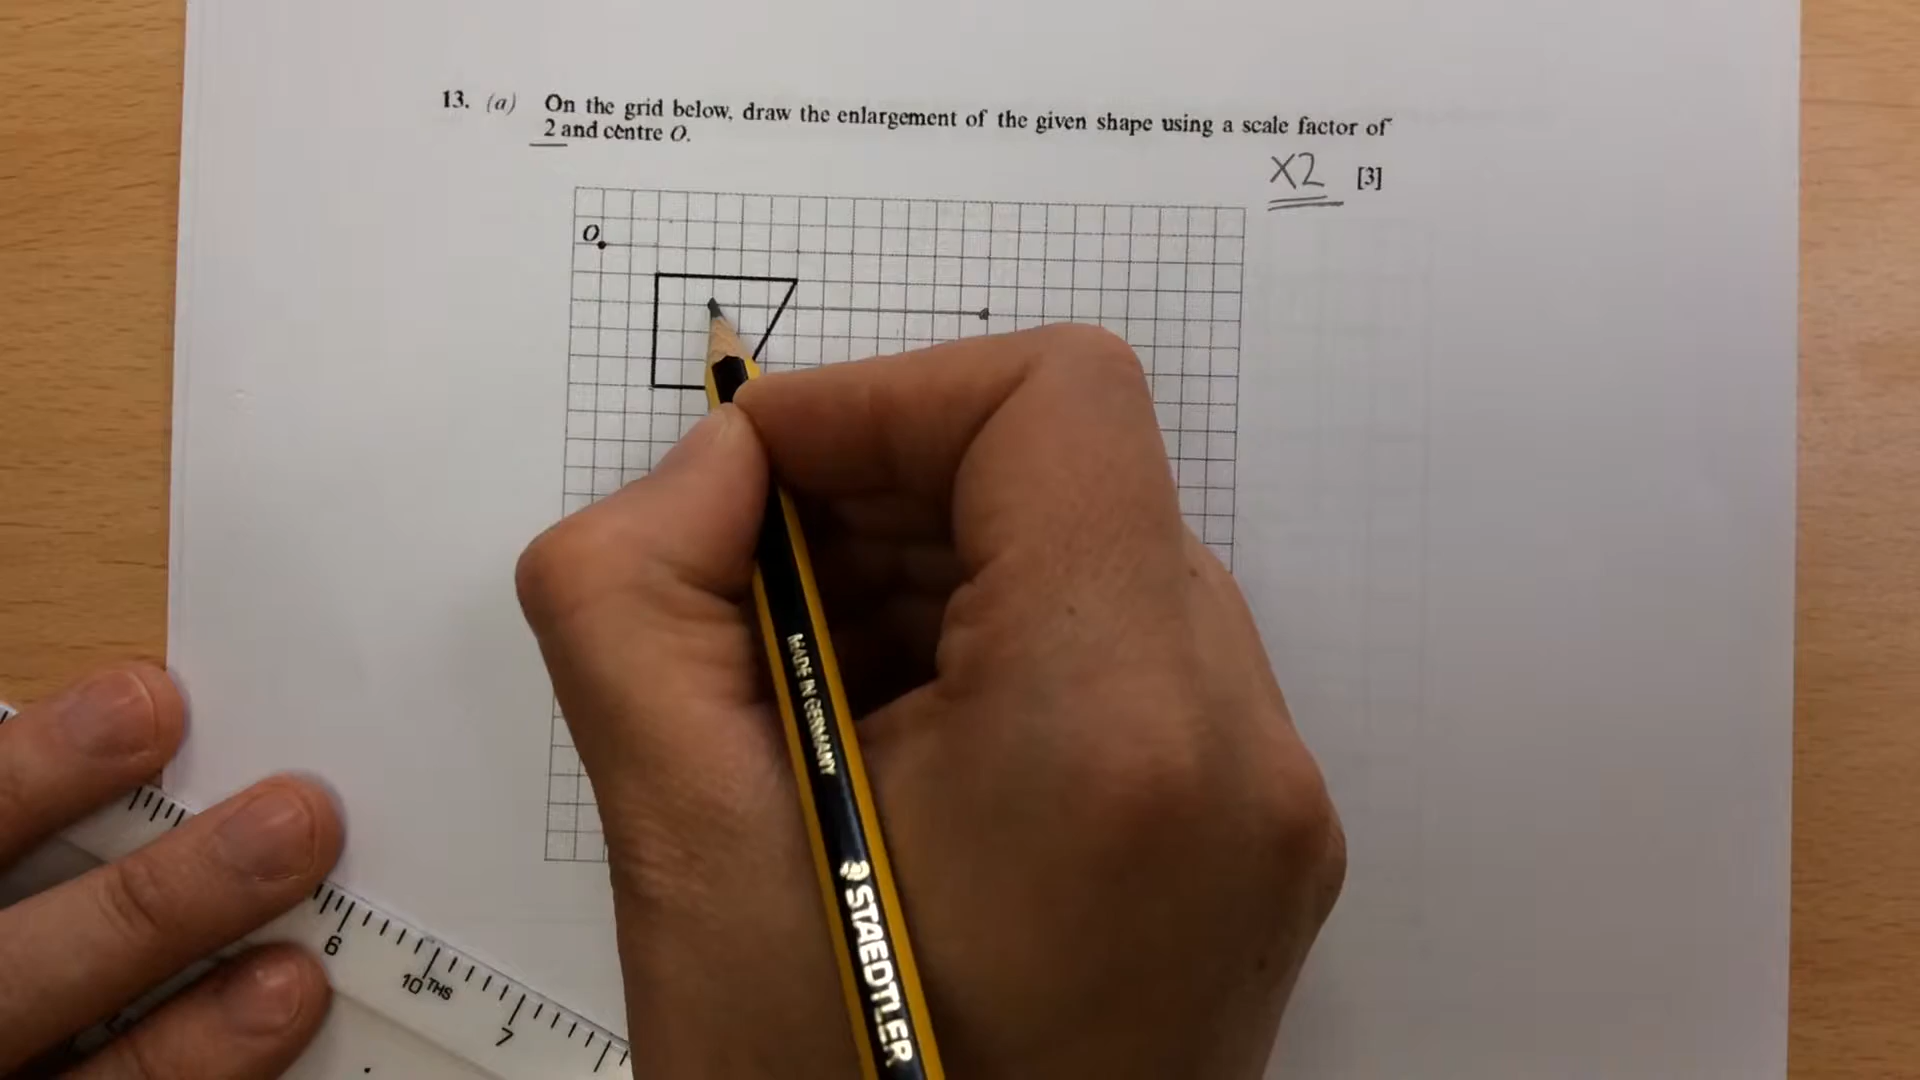 13. (a) On the grid below, draw the enlargement of the given shape using a scale factor of
2 and centre O.
X2 [3]
O
MADE IN GERMANY
STAEDTLER
6
10THS
7